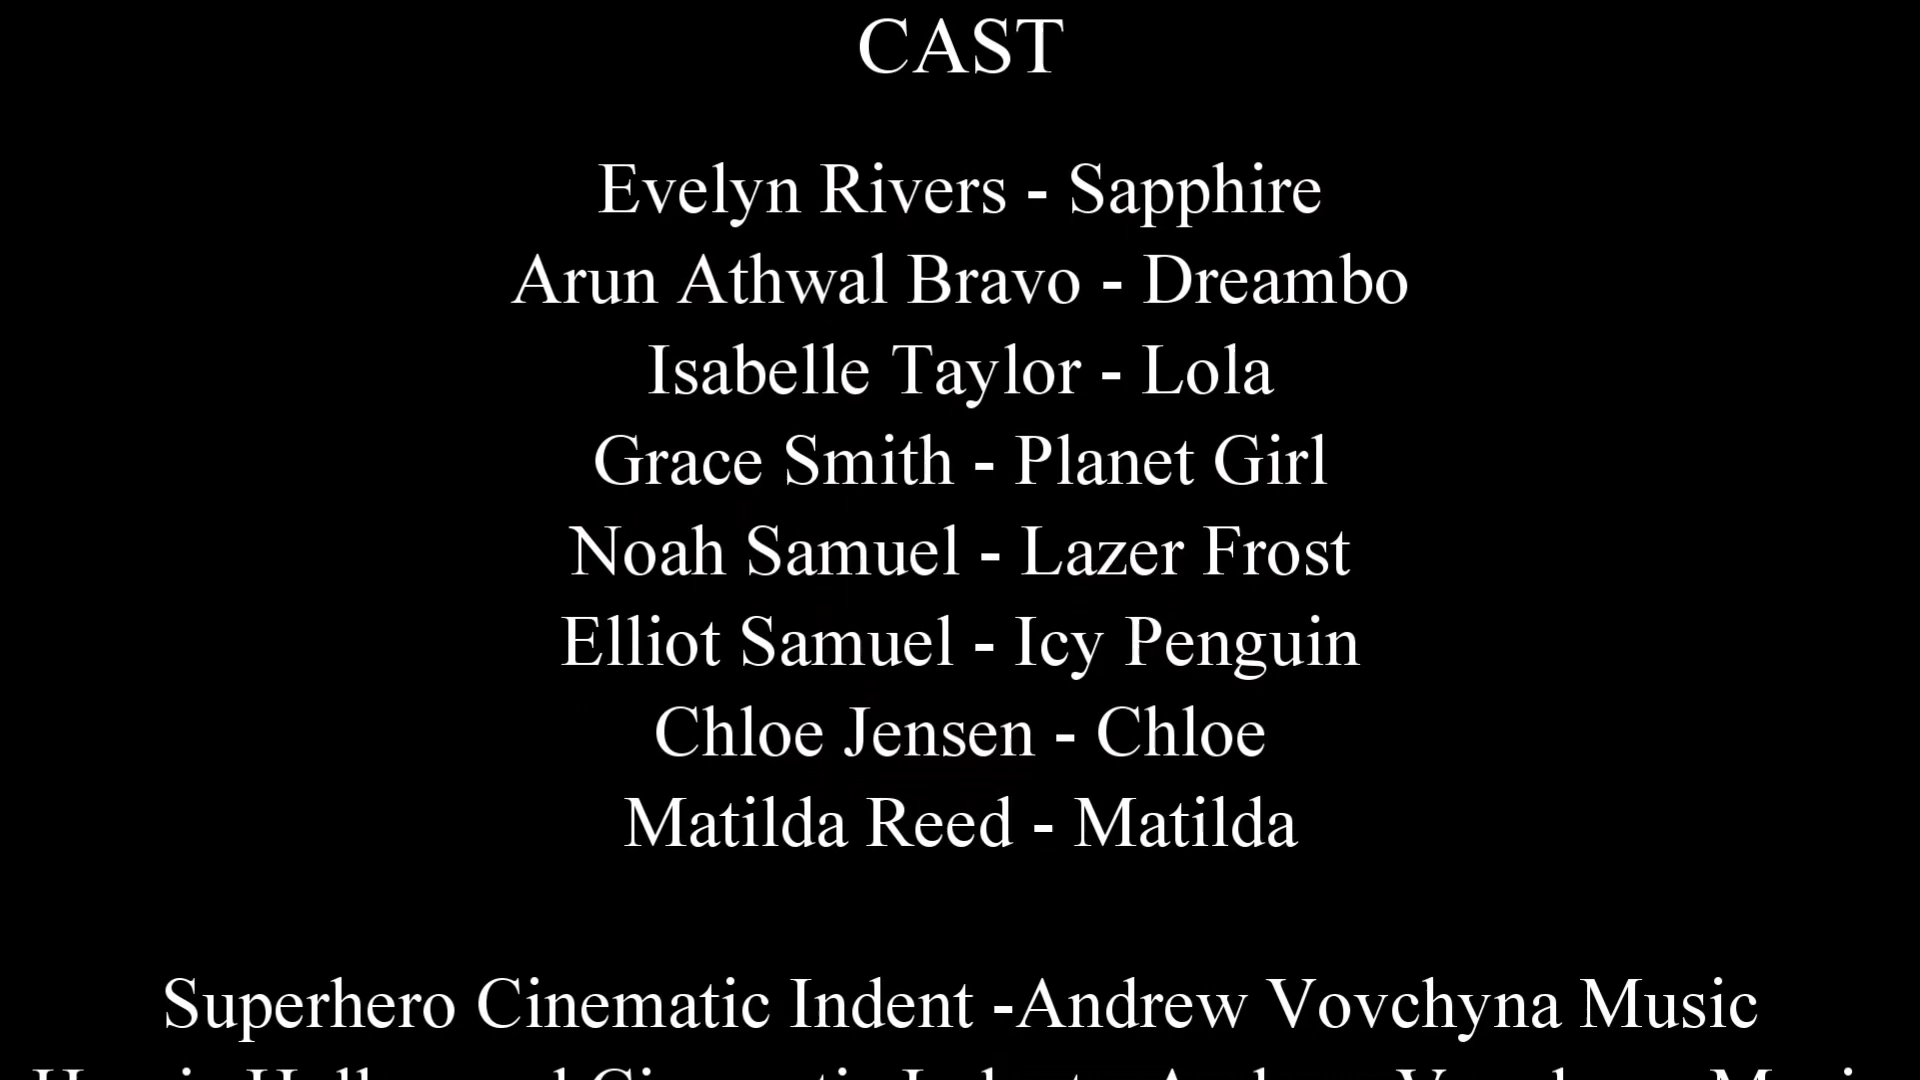 CAST
Evelyn Rivers - Sapphire
Arun Athwal Bravo - Dreambo
Isabelle Taylor - Lola
Grace Smith - Planet Girl
Noah Samuel - Lazer Frost
Elliot Samuel - Icy Penguin
Chloe Jensen - Chloe
Matilda Reed - Matilda
Superhero Cinematic Indent -Andrew Vovchyna Music